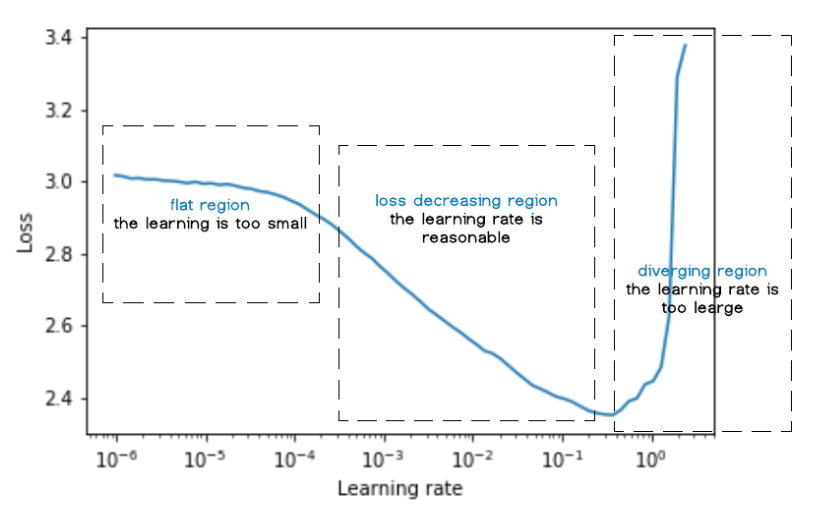 3.4
3.2
3.0
2.8
2.6
2.4
Loss
flat region
the learning is too small
loss decreasing region
the learning rate is
reasonable
diverging region
the learning rate is
too learge
10⁻⁶ 10⁻⁵ 10⁻⁴ 10⁻³ 10⁻² 10⁻¹ 10⁰
Learning rate